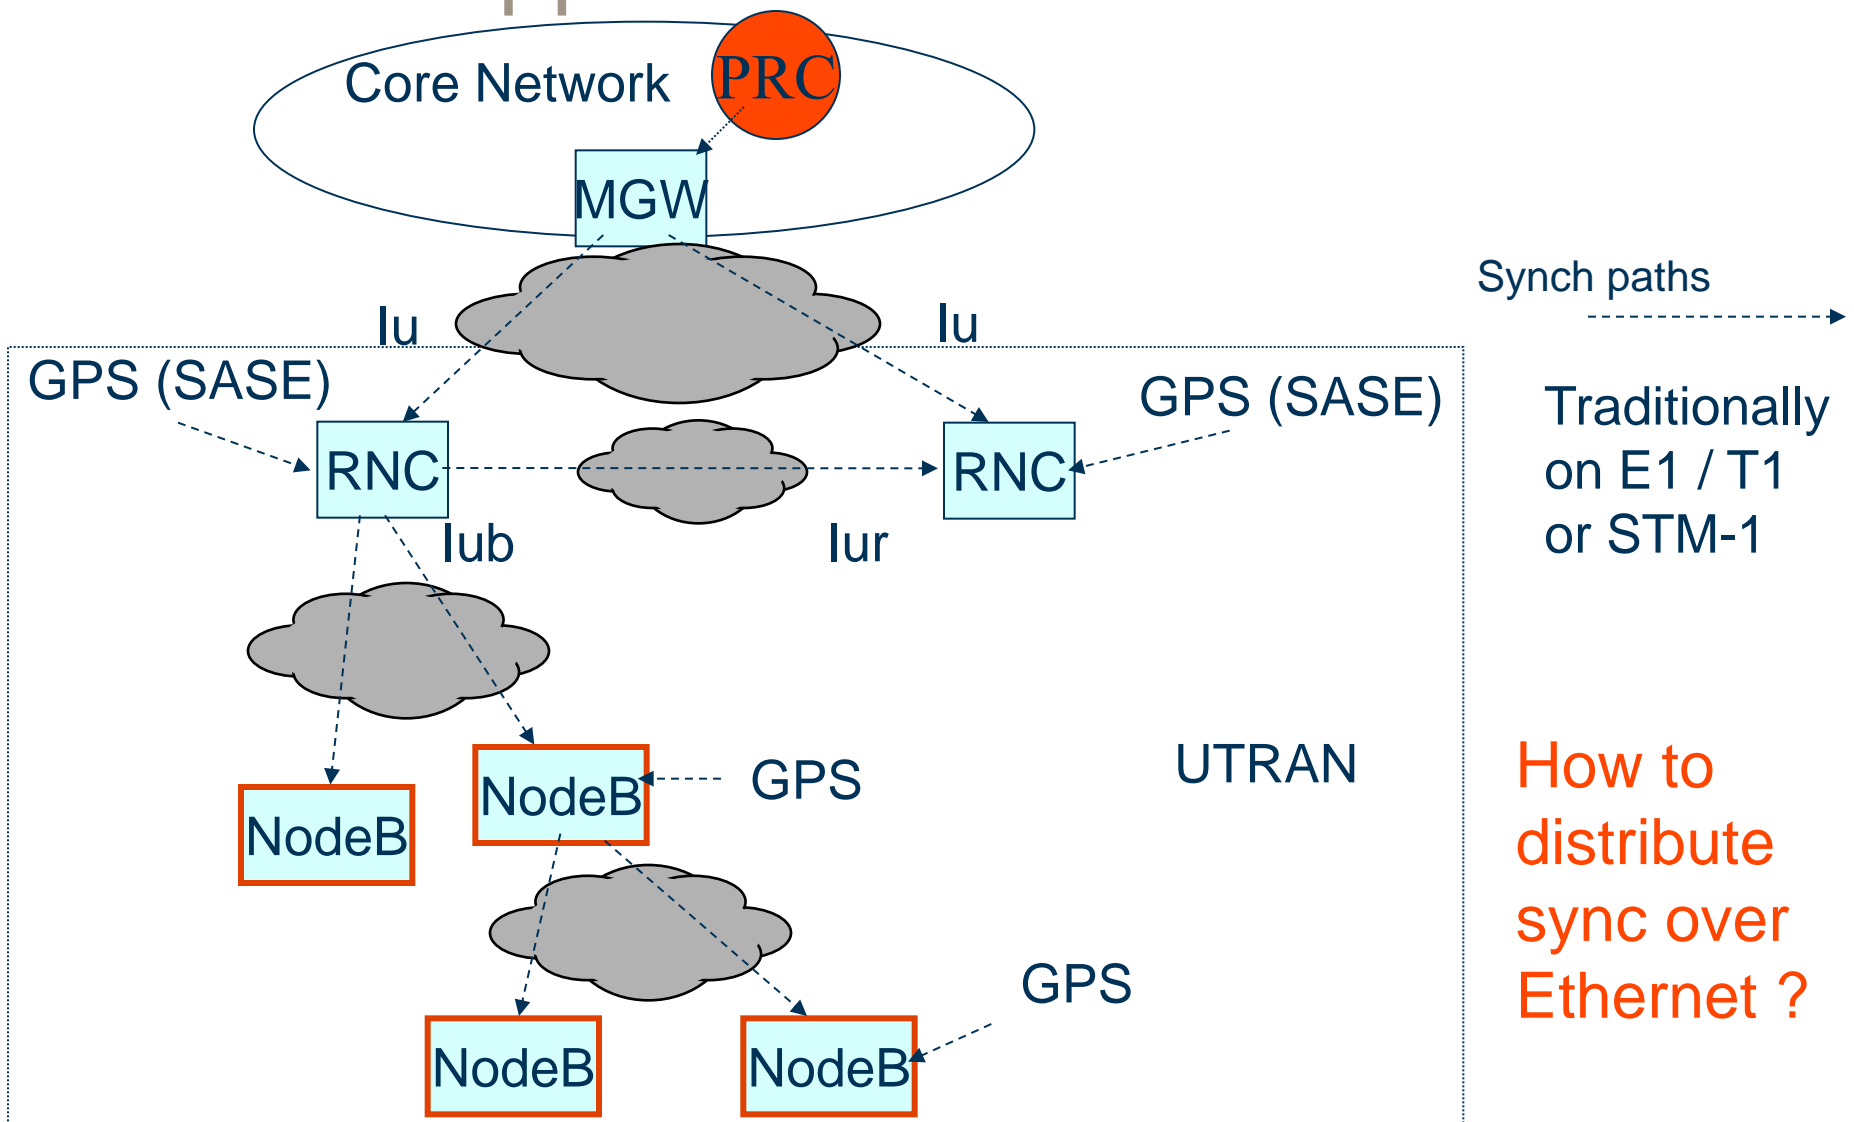 Core Network
PRC
MGW
Synch paths
Iu
Iu
GPS (SASE)
GPS (SASE)
Traditionally
on E1 / T1
or STM-1
RNC
RNC
Iub
Iur
NodeB
GPS
UTRAN
NodeB
How to
distribute
sync over
Ethernet ?
GPS
NodeB
NodeB